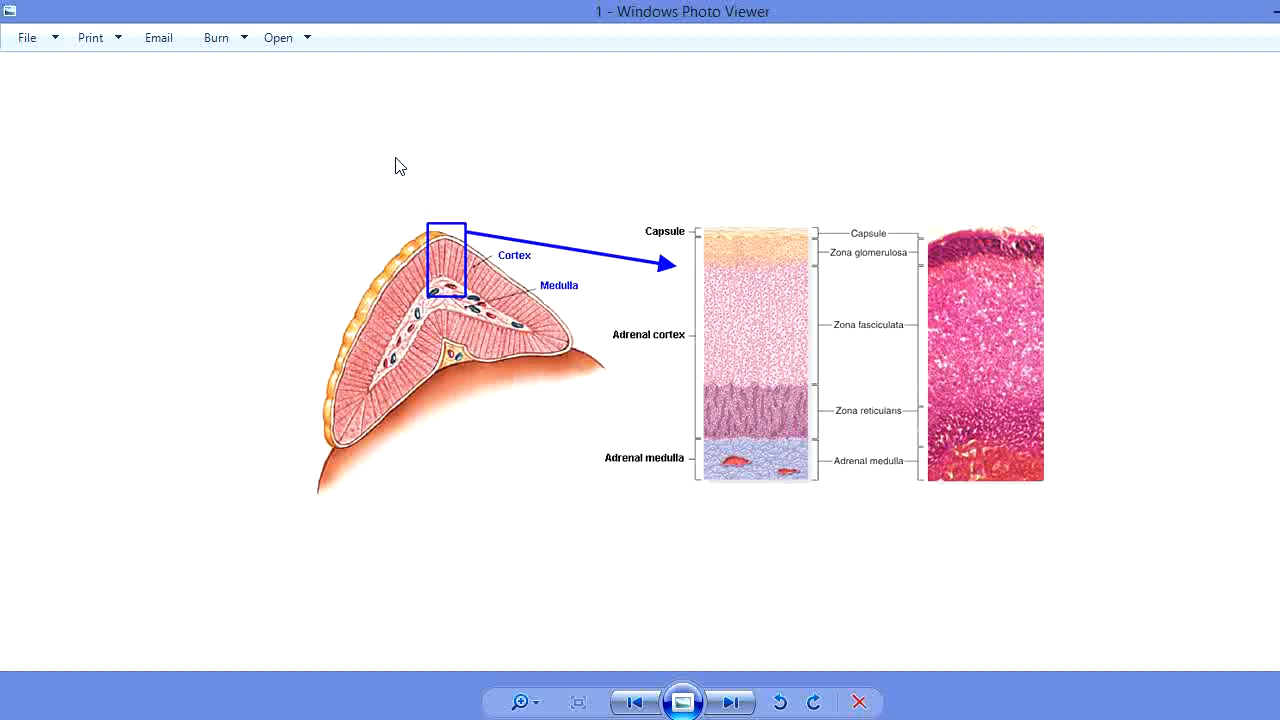 1 - Windows Photo Viewer
File Print Email Burn Open
Cortex
Medulla
Capsule
Adrenal cortex
Adrenal medulla
Capsule
Zona glomerulosa
Zona fasciculata
Zona reticularis
Adrenal medulla